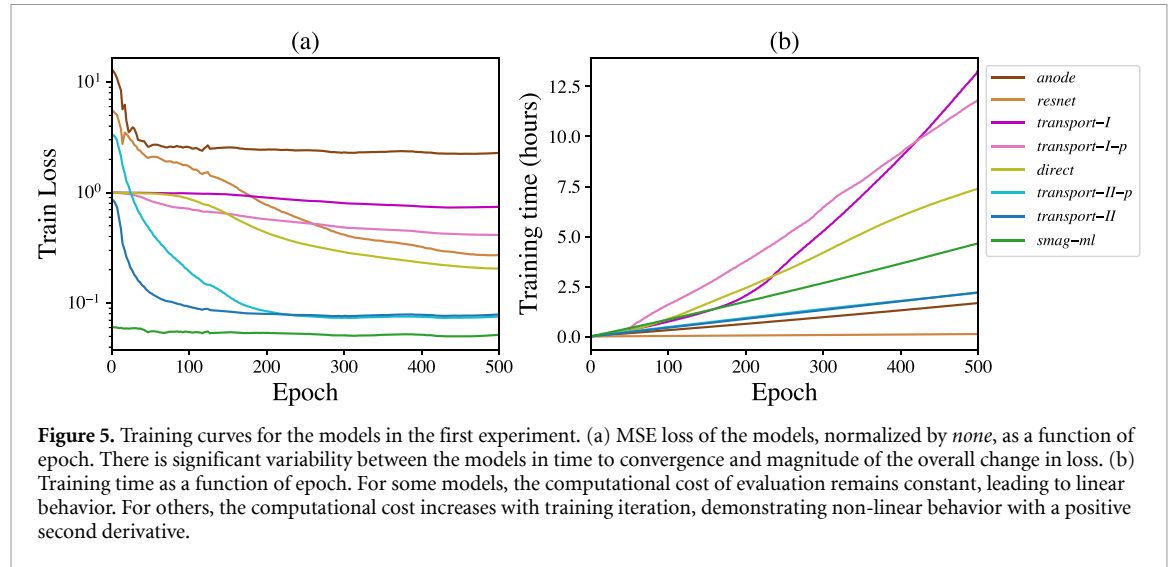 (a)
(b)
Train Loss
10¹
10⁰
10⁻¹
0
100
200
300
400
500
Epoch
Training time (hours)
12.5
10.0
7.5
5.0
2.5
0.0
0
100
200
300
400
500
Epoch
anode
resnet
transport−I
transport−I−p
direct
transport−II−p
transport−II
smag−ml
Figure 5. Training curves for the models in the first experiment. (a) MSE loss of the models, normalized by none, as a function of
epoch. There is significant variability between the models in time to convergence and magnitude of the overall change in loss. (b)
Training time as a function of epoch. For some models, the computational cost of evaluation remains constant, leading to linear
behavior. For others, the computational cost increases with training iteration, demonstrating non-linear behavior with a positive
second derivative.